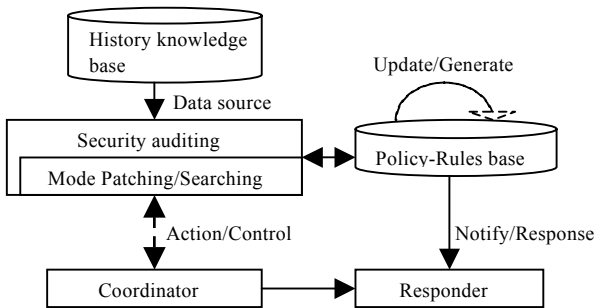 History knowledge
base
Update/Generate
Data source
Security auditing
Mode Patching/Searching
Policy-Rules base
Action/Control
Notify/Response
Coordinator
Responder